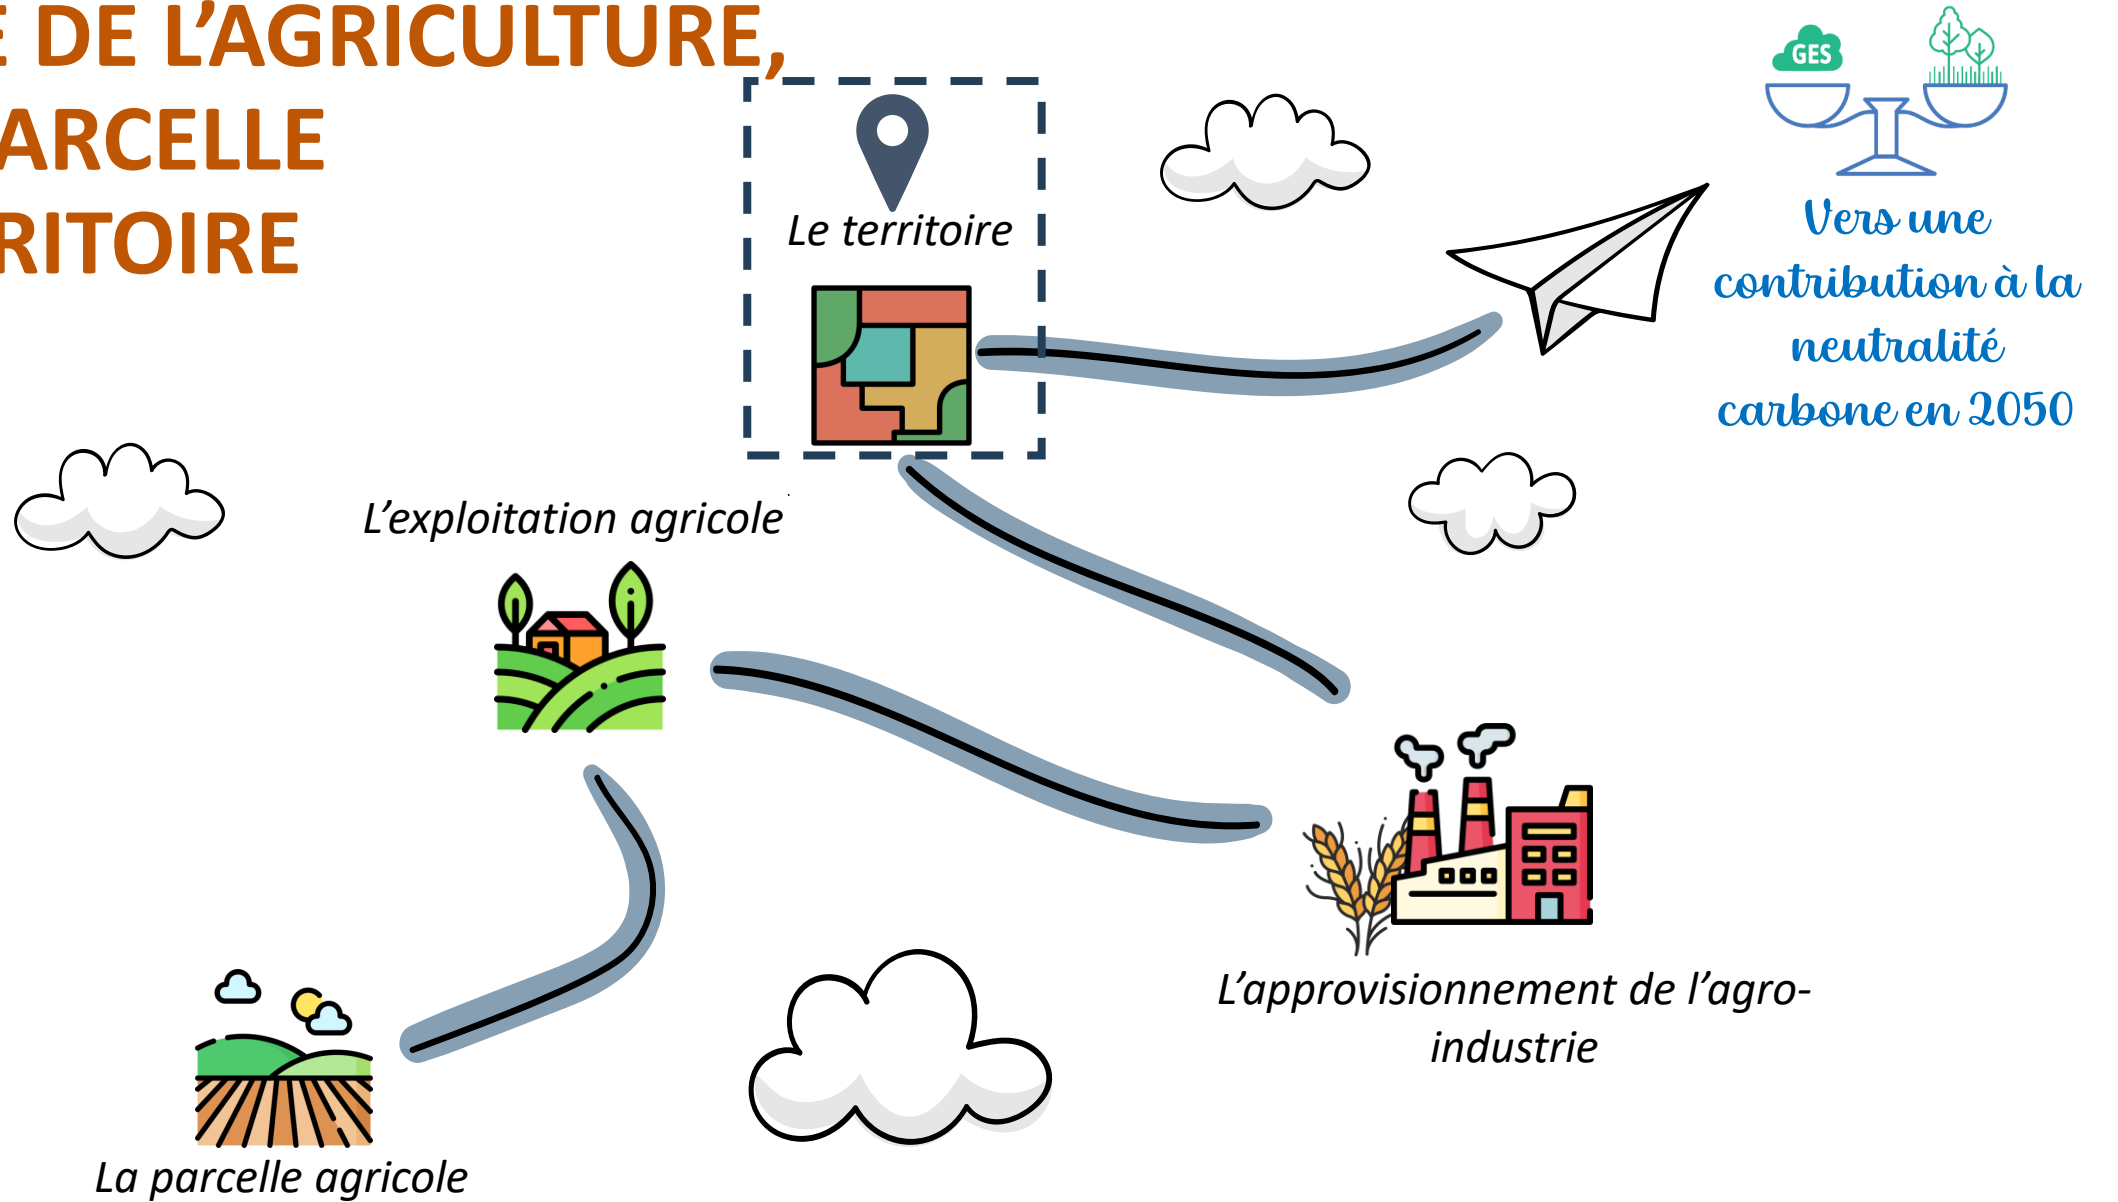 E DE L’AGRICULTURE,
ARCELLE
RITOIRE
GES
Le territoire
Vers une
contribution à la
neutralité
carbone en 2050
L’exploitation agricole
L’approvisionnement de l’agro-
industrie
La parcelle agricole